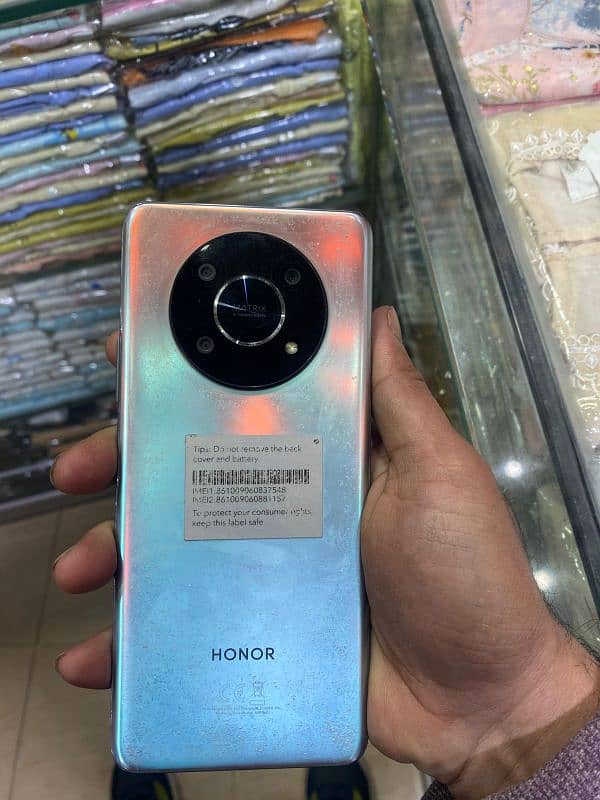 MATRIX
Tips: Do not remove the back
cover and battery.
IMEI1:861009060837548
IMEI2:861009060881157
To protect your consumer rights,
keep this label safe
HONOR